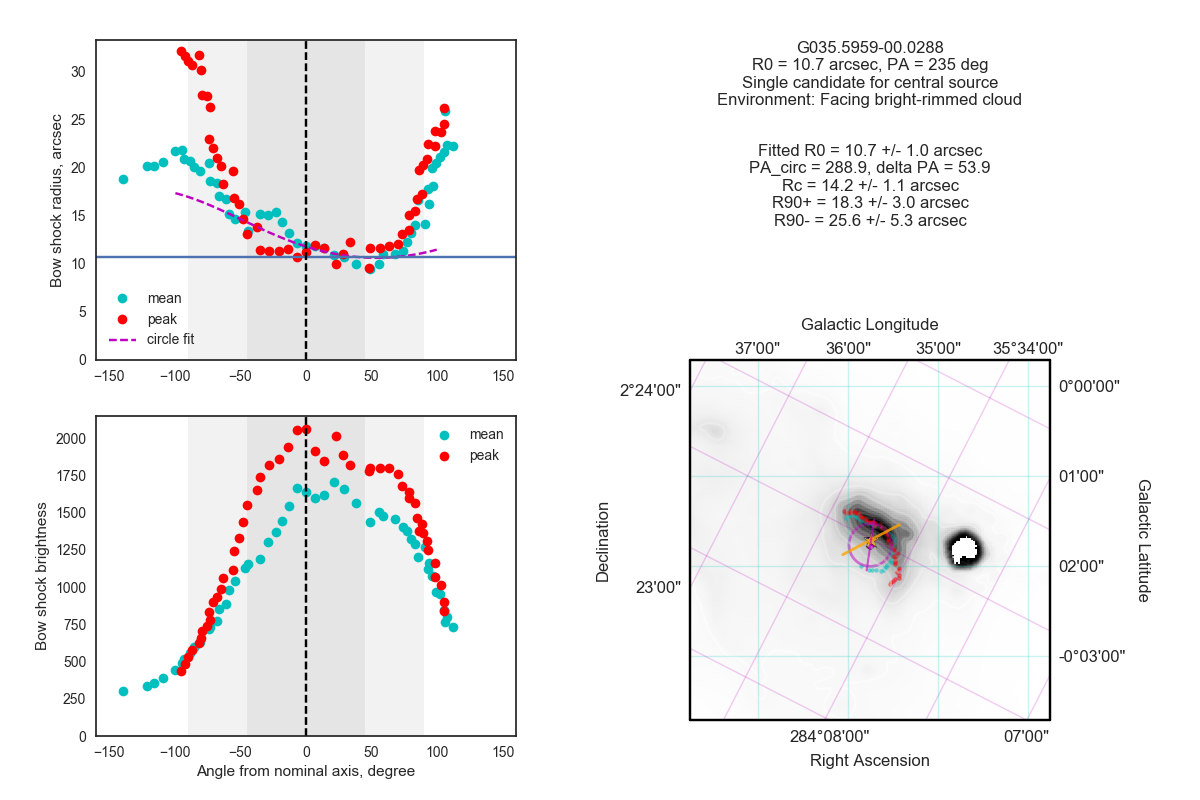 G035.5959-00.0288
R0 = 10.7 arcsec, PA = 235 deg
Single candidate for central source
Environment: Facing bright-rimmed cloud
Fitted R0 = 10.7 +/- 1.0 arcsec
PA_circ = 288.9, delta PA = 53.9
Rc = 14.2 +/- 1.1 arcsec
R90+ = 18.3 +/- 3.0 arcsec
R90- = 25.6 +/- 5.3 arcsec
Bow shock radius, arcsec
30
25
20
15
10
5
0
mean
peak
circle fit
−150 −100 −50 0 50 100 150
Bow shock brightness
2000
1750
1500
1250
1000
750
500
250
0
mean
peak
−150 −100 −50 0 50 100 150
Angle from nominal axis, degree
Galactic Longitude
37'00" 36'00" 35'00" 35°34'00"
2°24'00"
23'00"
Declination
0°00'00"
01'00"
02'00"
-0°03'00"
Galactic Latitude
284°08'00" 07'00"
Right Ascension